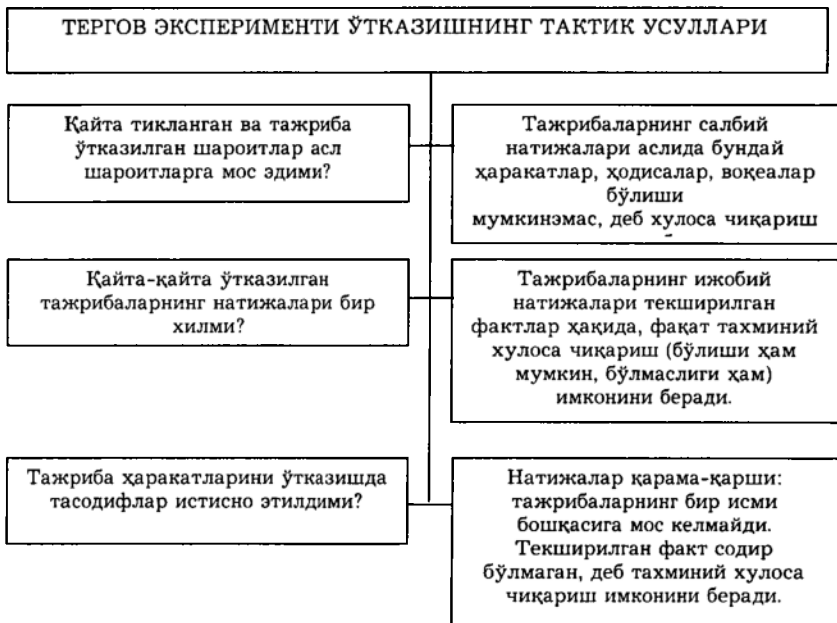 ТЕРГОВ ЭКСПЕРИМЕНТИ ЎТКАЗИШНИНГ ТАКТИК УСУЛЛАРИ
Қайта тикланган ва тажриба
ўтказилган шароитлар асл
шароитларга мос эдими?
Тажрибаларнинг салбий
натижалари аслида бундай
ҳаракатлар, ҳодисалар, воқеалар
бўлиши
мумкинэмас, деб хулоса чиқариш
Қайта-қайта ўтказилган
тажрибаларнинг натижалари бир
хилми?
Тажрибаларнинг ижобий
натижалари текширилган
фактлар ҳақида, фақат тахминий
хулоса чиқариш (бўлиши ҳам
мумкин, бўлмаслиги ҳам)
имконини беради.
Тажриба ҳаракатларини ўтказишда
тасодифлар истисно этилдими?
Натижалар қарама-қарши:
тажрибаларнинг бир исми
бошқасига мос келмайди.
Текширилган факт содир
бўлмаган, деб тахминий хулоса
чиқариш имконини беради.